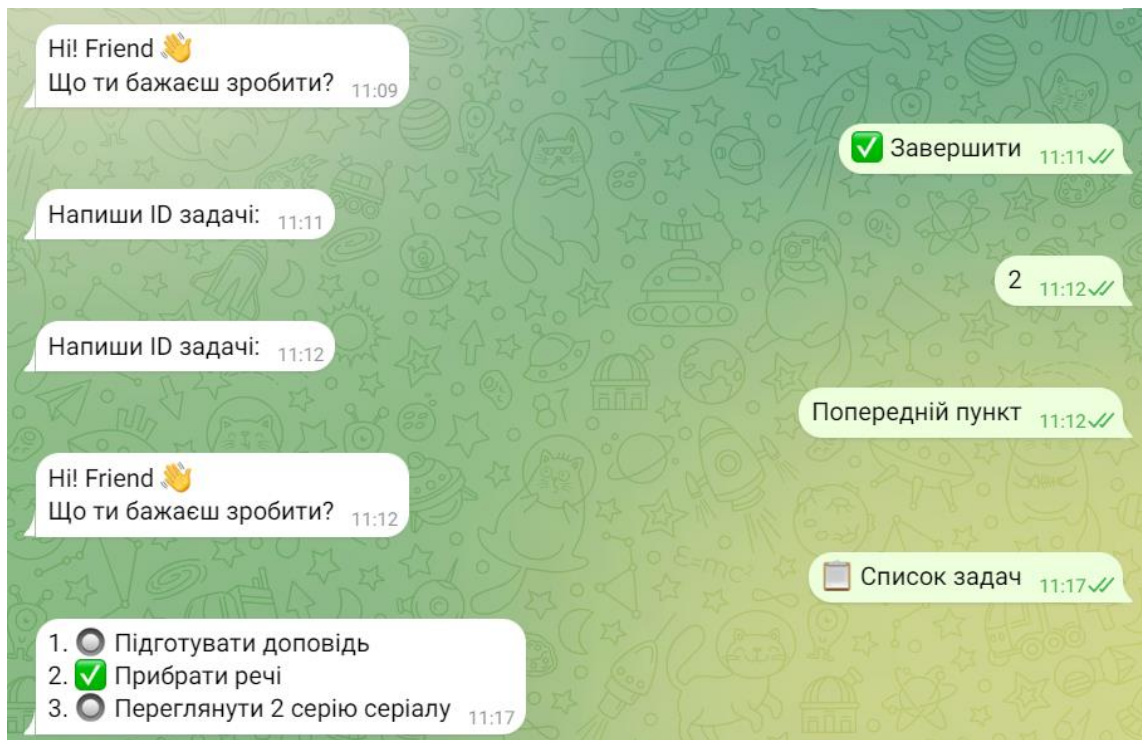 Hi! Friend 👋
Що ти бажаєш зробити? 11:09
✅ Завершити 11:11
Напиши ID задачі: 11:11
2 11:12
Напиши ID задачі: 11:12
Попередній пункт 11:12
Hi! Friend 👋
Що ти бажаєш зробити? 11:12
📋 Список задач 11:17
1. 🔘 Підготувати доповідь
2. ✅ Прибрати речі
3. 🔘 Переглянути 2 серію серіалу 11:17